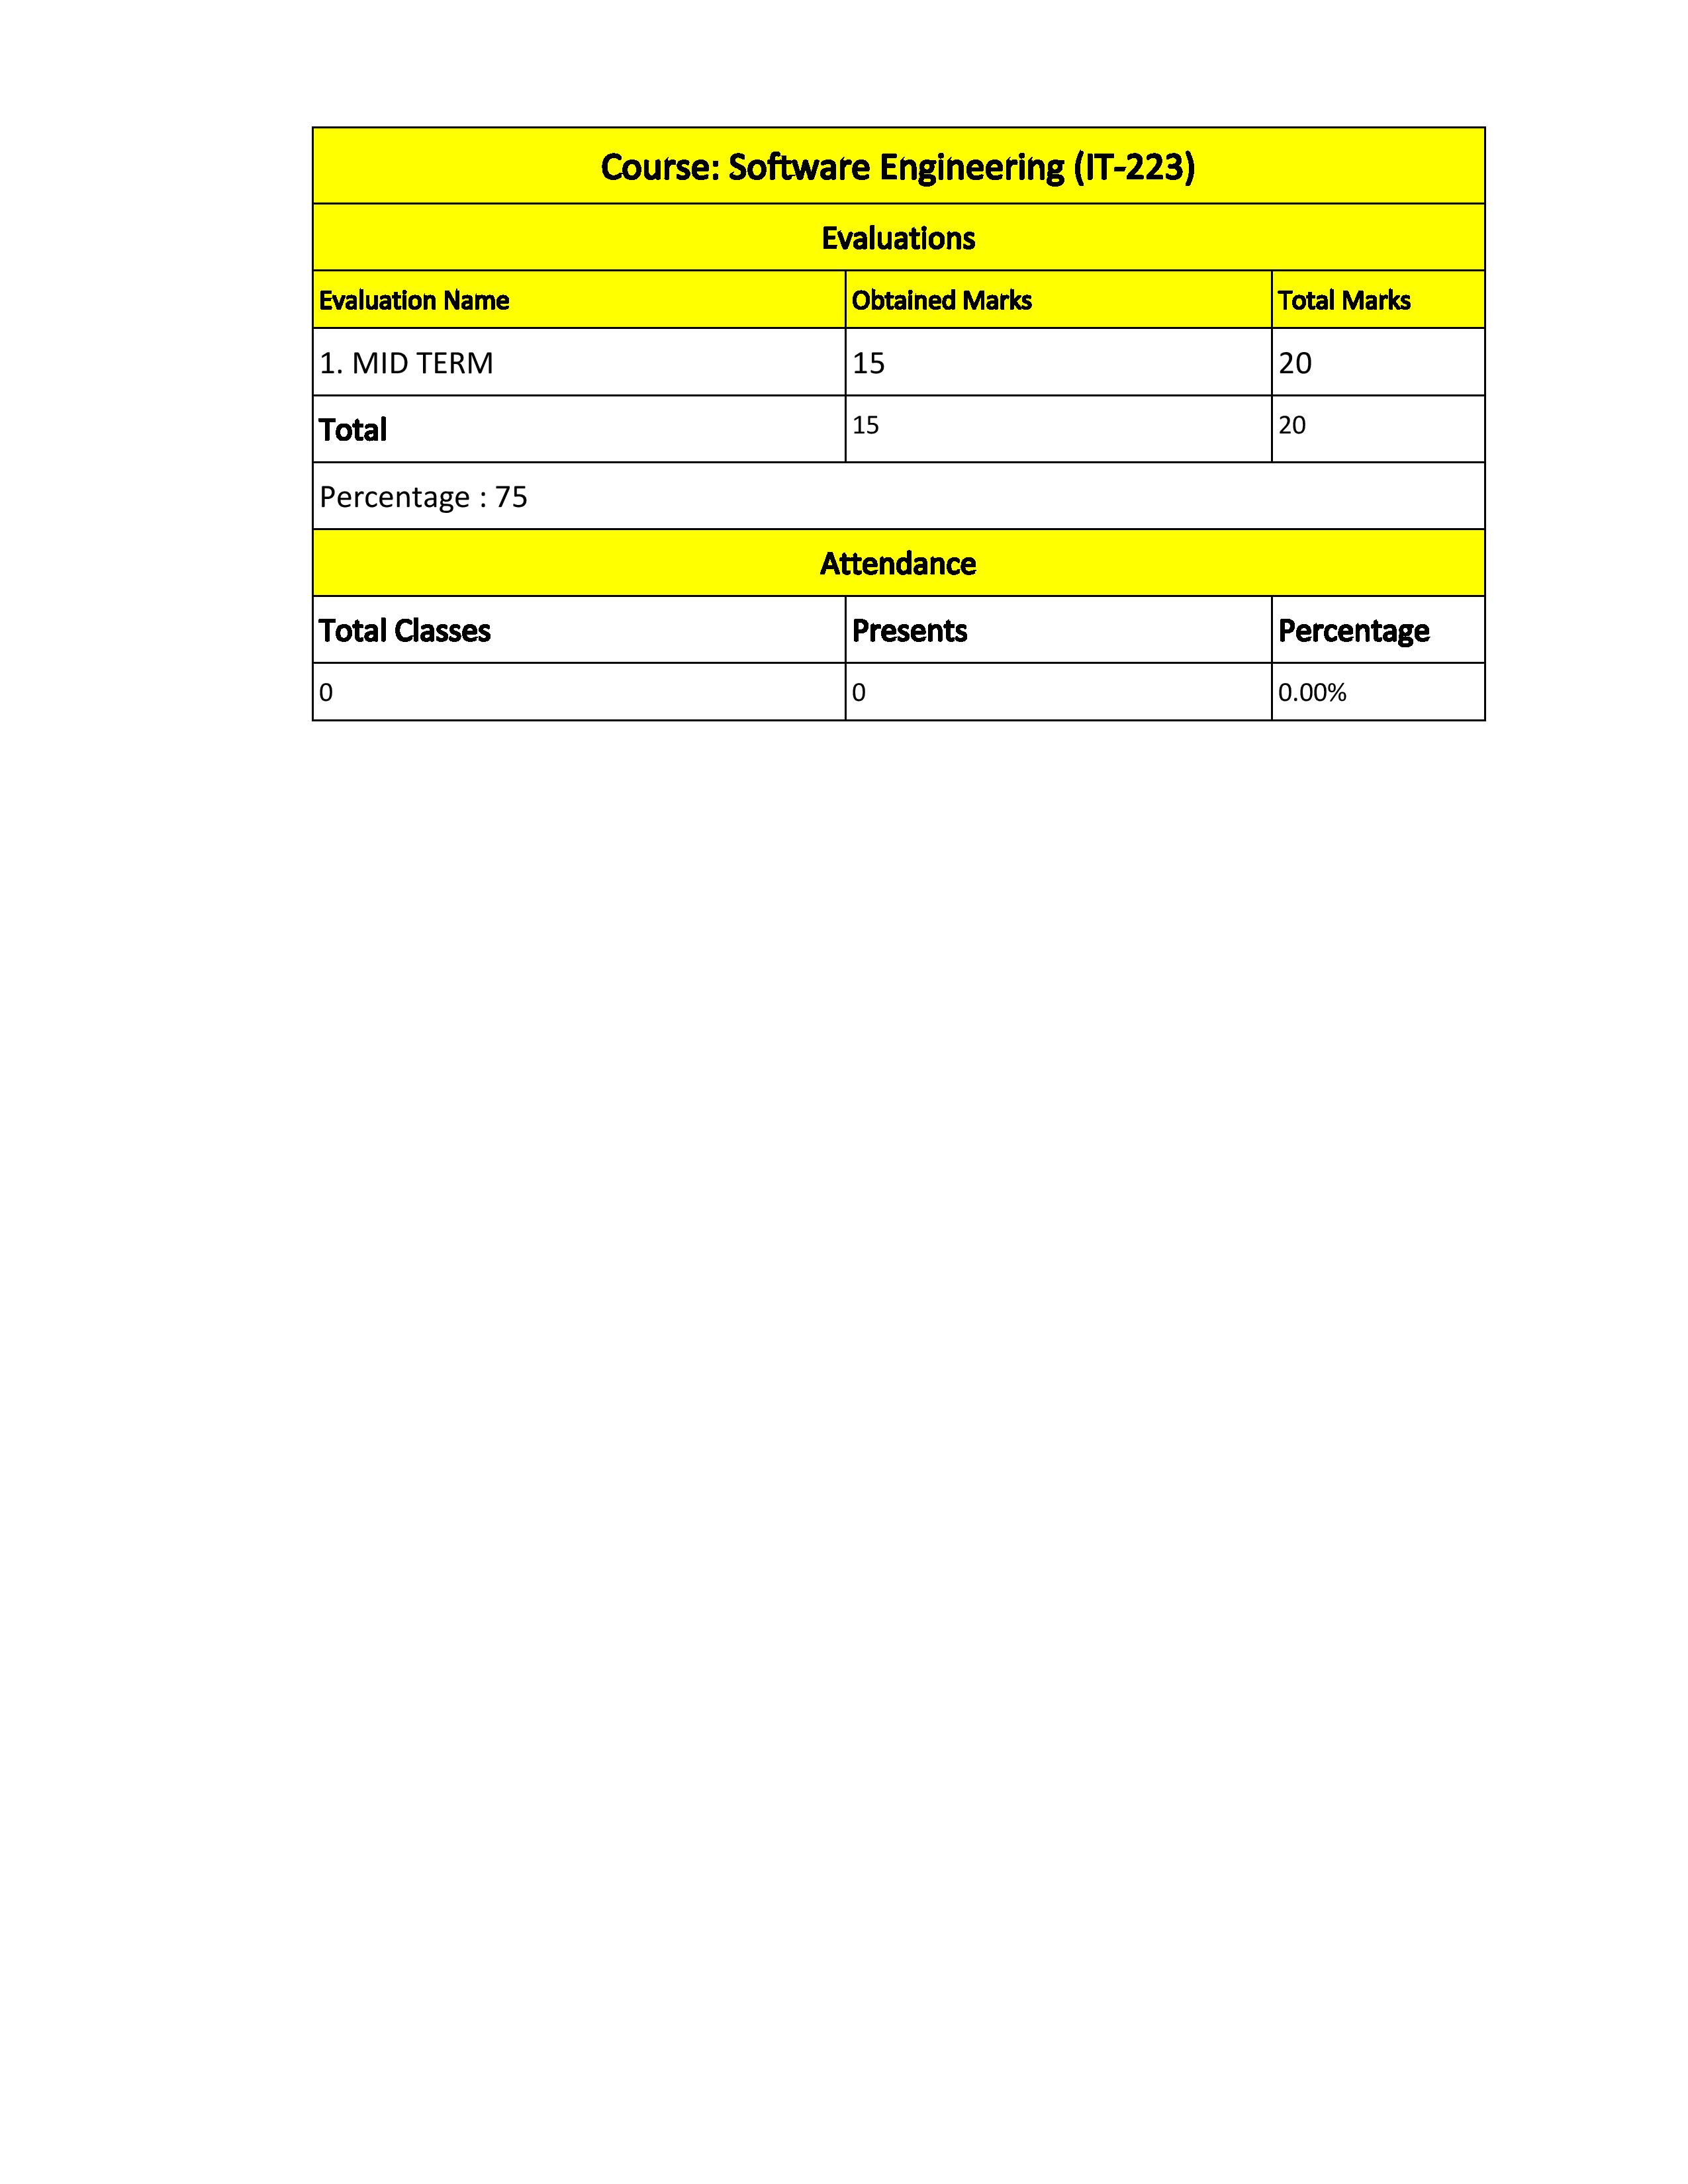 Course: Software Engineering (IT-223)
Evaluations
Evaluation Name Obtained Marks Total Marks
1. MID TERM 15 20
Total 15 20
Percentage : 75
Attendance
Total Classes Presents Percentage
0 0 0.00%